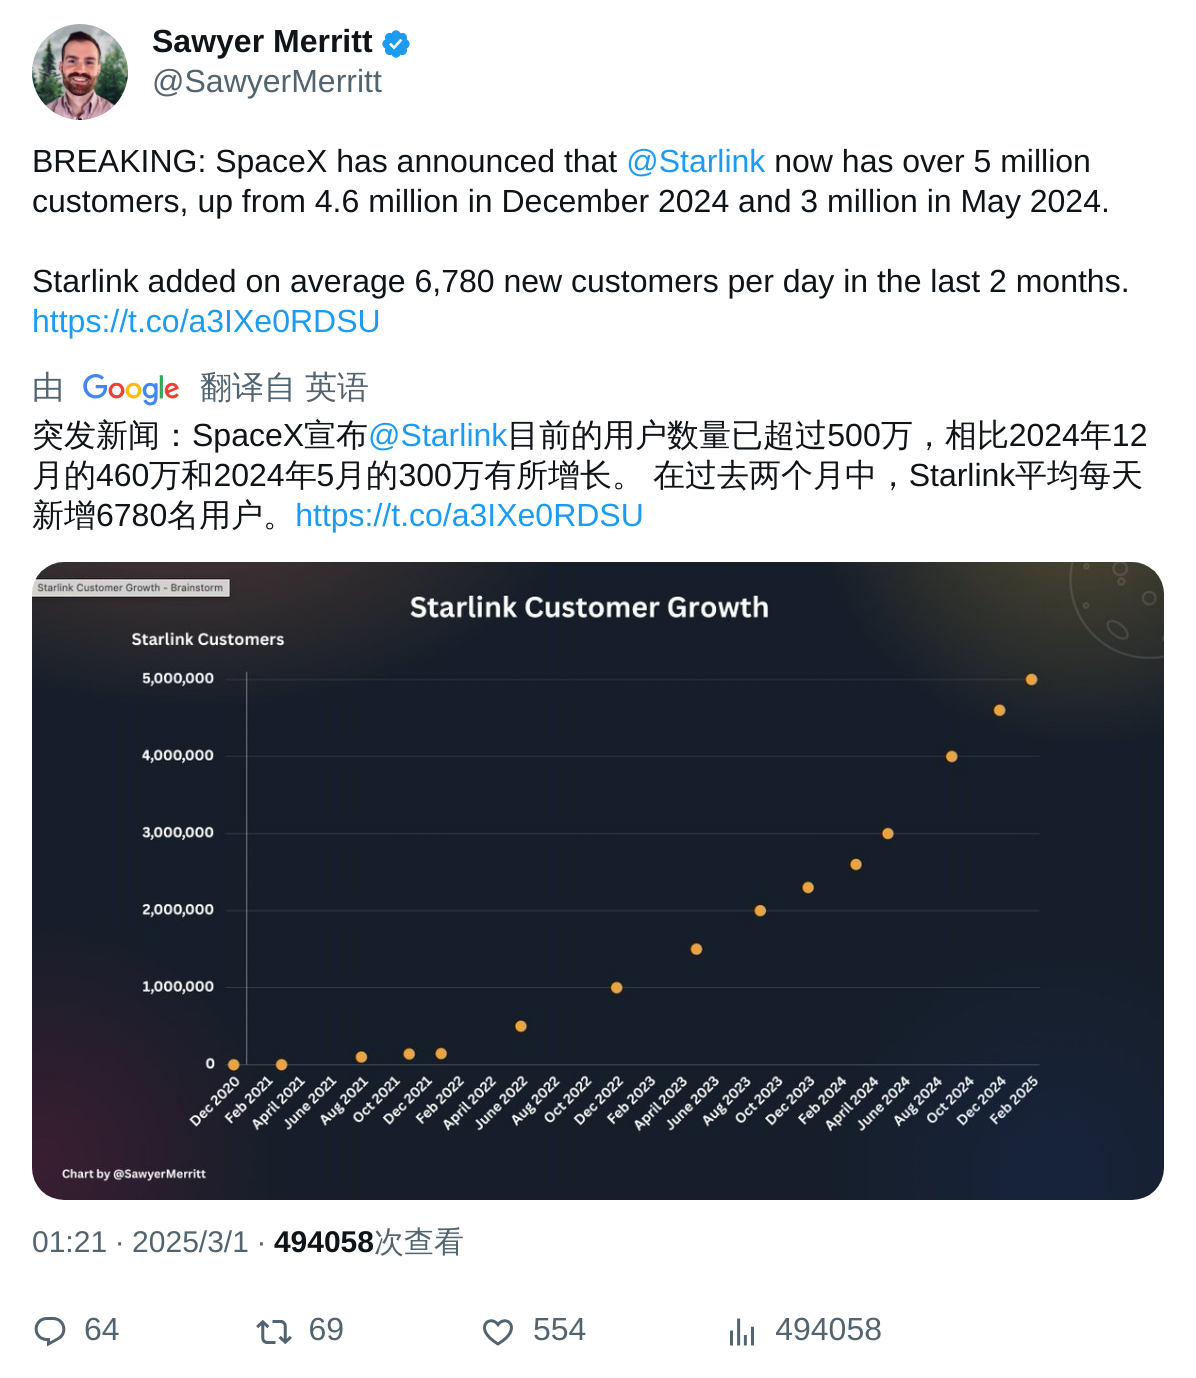 Sawyer Merritt
@SawyerMerritt
BREAKING: SpaceX has announced that @Starlink now has over 5 million
customers, up from 4.6 million in December 2024 and 3 million in May 2024.
Starlink added on average 6,780 new customers per day in the last 2 months.
https://t.co/a3IXe0RDSU
由 Google 翻译自 英语
突发新闻：SpaceX宣布@Starlink目前的用户数量已超过500万，相比2024年12
月的460万和2024年5月的300万有所增长。 在过去两个月中，Starlink平均每天
新增6780名用户。https://t.co/a3IXe0RDSU
Starlink Customer Growth - Brainstorm
Starlink Customer Growth
Starlink Customers
5,000,000
4,000,000
3,000,000
2,000,000
1,000,000
0
Dec 2020 Feb 2021 April 2021 June 2021 Aug 2021 Oct 2021 Dec 2021 Feb 2022 April 2022 June 2022 Aug 2022 Oct 2022 Dec 2022 Feb 2023 April 2023 June 2023 Aug 2023 Oct 2023 Dec 2023 Feb 2024 April 2024 June 2024 Aug 2024 Oct 2024 Dec 2024 Feb 2025
Chart by @SawyerMerritt
01:21 · 2025/3/1 · 494058次查看
64 69 554 494058